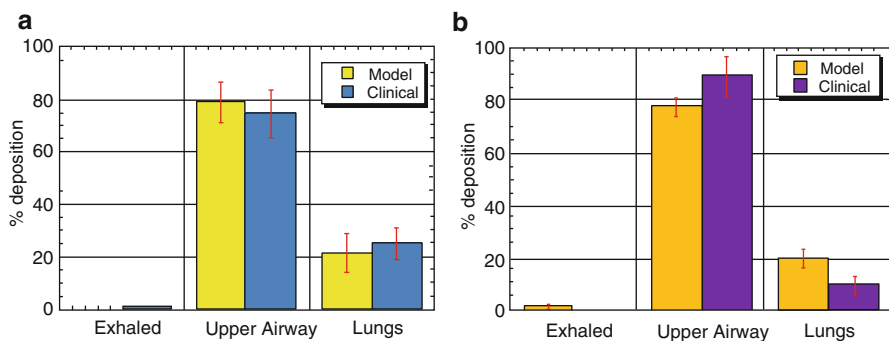 a
100
80
60
40
20
0
% deposition
Model
Clinical
Exhaled Upper Airway Lungs
b
100
80
60
40
20
0
% deposition
Model
Clinical
Exhaled Upper Airway Lungs